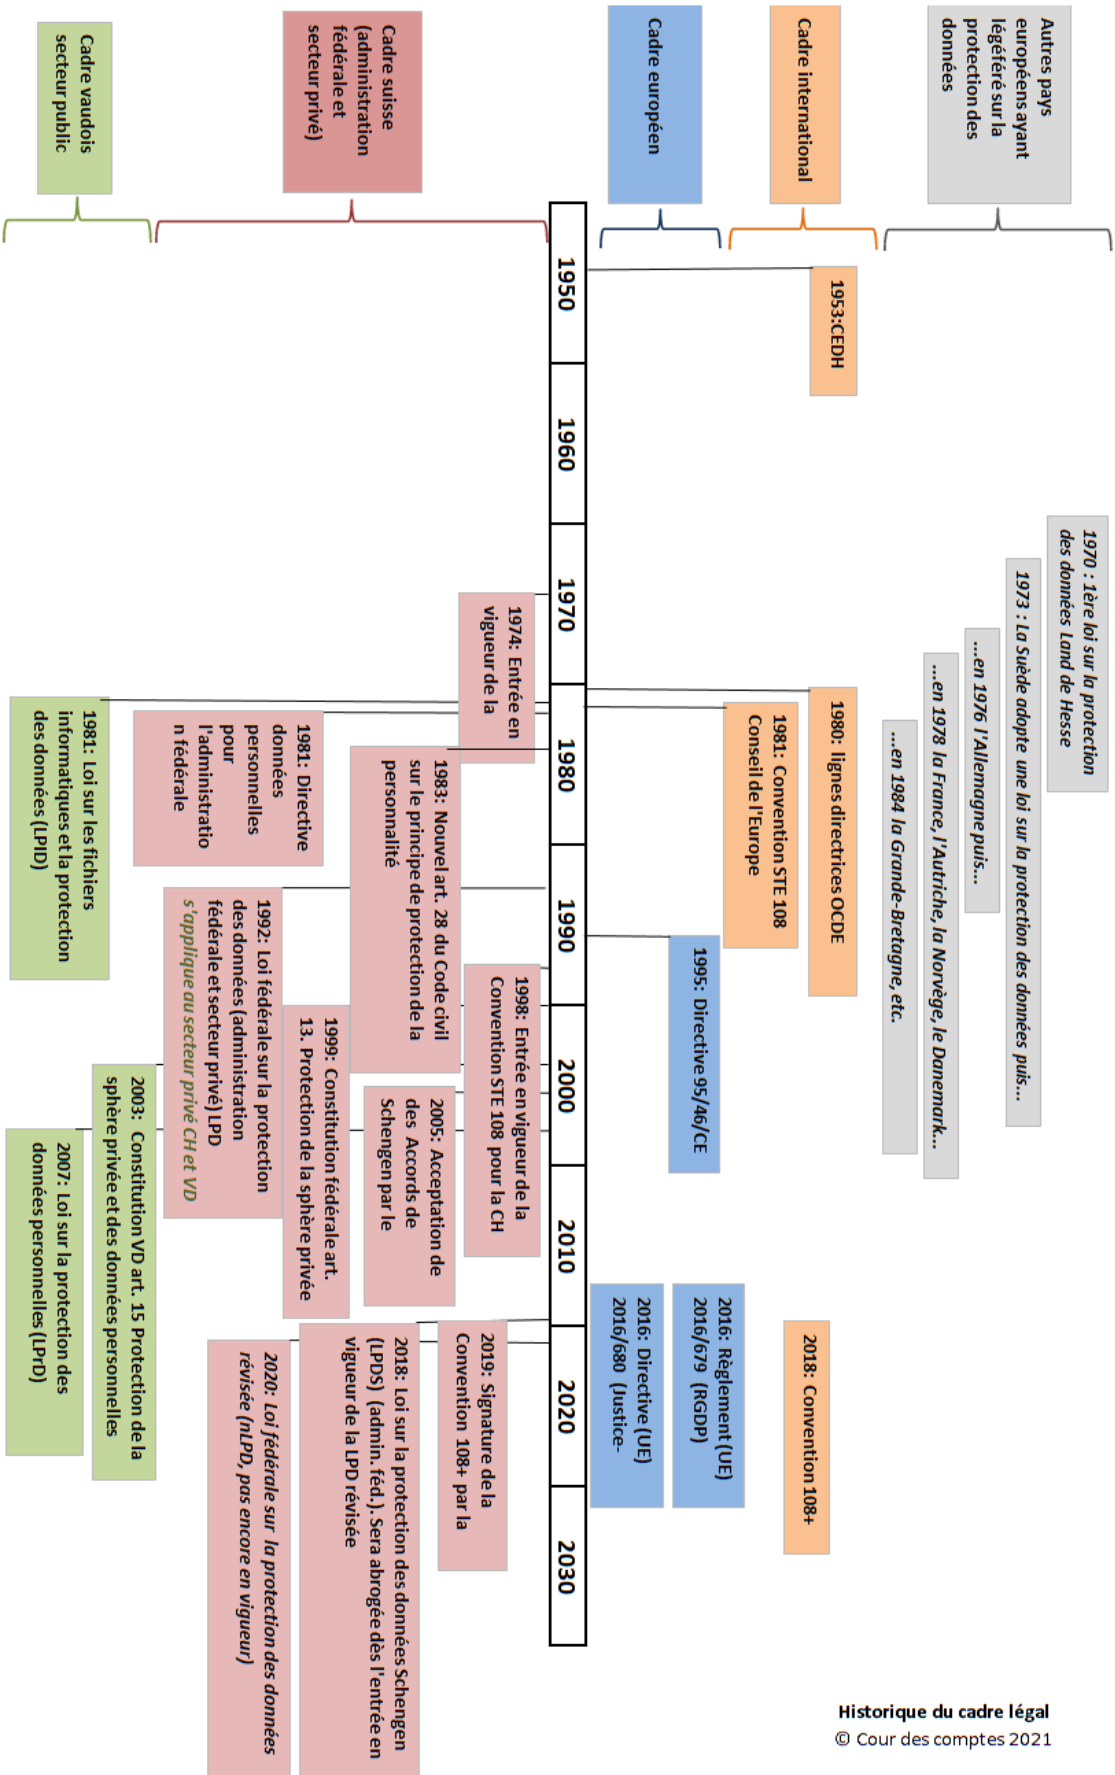 Autres pays
européens ayant
légéféré sur la
protection des
données
Cadre international
Cadre européen
Cadre suisse
(administration
fédérale et
secteur privé)
Cadre vaudois
secteur public
1970 : 1ère loi sur la protection
des données Land de Hesse
1973 : La Suède adopte une loi sur la protection des données puis...
...en 1976 l'Allemagne puis...
...en 1978 la France, l'Autriche, la Norvège, le Danemark...
...en 1984 la Grande-Bretagne, etc.
1953:CEDH
1980: lignes directrices OCDE
1981: Convention STE 108
Conseil de l'Europe
2018: Convention 108+
1995: Directive 95/46/CE
2016: Règlement (UE)
2016/679 (RGDP)
2016: Directive (UE)
2016/680 (Justice-
1950
1960
1970
1980
1990
2000
2010
2020
2030
1974: Entrée en
vigueur de la
1998: Entrée en vigueur de la
Convention STE 108 pour la CH
2019: Signature de la
Convention 108+ par la
1983: Nouvel art. 28 du Code civil
sur le principe de protection de la
personnalité
2005: Acceptation de
des Accords de
Schengen par le
2018: Loi sur la protection des données Schengen
(LPDS) (admin. féd.). Sera abrogée dès l'entrée en
vigueur de la LPD révisée
1981: Directive
données
personnelles
pour
l'administratio
n fédérale
1999: Constitution fédérale art.
13. Protection de la sphère privée
1992: Loi fédérale sur la protection
des données (administration
fédérale et secteur privé) LPD
s'applique au secteur privé CH et VD
2020: Loi fédérale sur la protection des données
révisée (nLPD, pas encore en vigueur)
1981: Loi sur les fichiers
informatiques et la protection
des données (LPID)
2003: Constitution VD art. 15 Protection de la
sphère privée et des données personnelles
2007: Loi sur la protection des
données personnelles (LPrD)
Historique du cadre légal
© Cour des comptes 2021